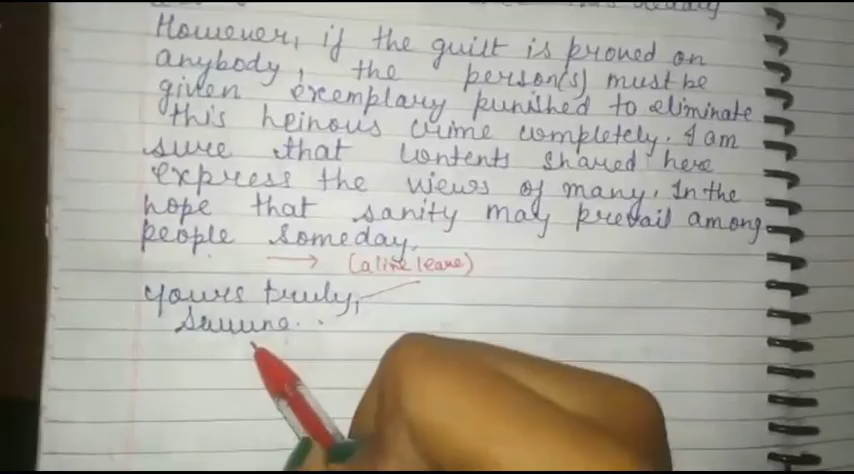 However, if the guilt is proved on
anybody, the person(s) must be
given exemplary punished to eliminate
this heinous crime completely. I am
sure that contents shared here
express the views of many. In the
hope that sanity may prevail among
people someday.
(a line leave)
yours truly,